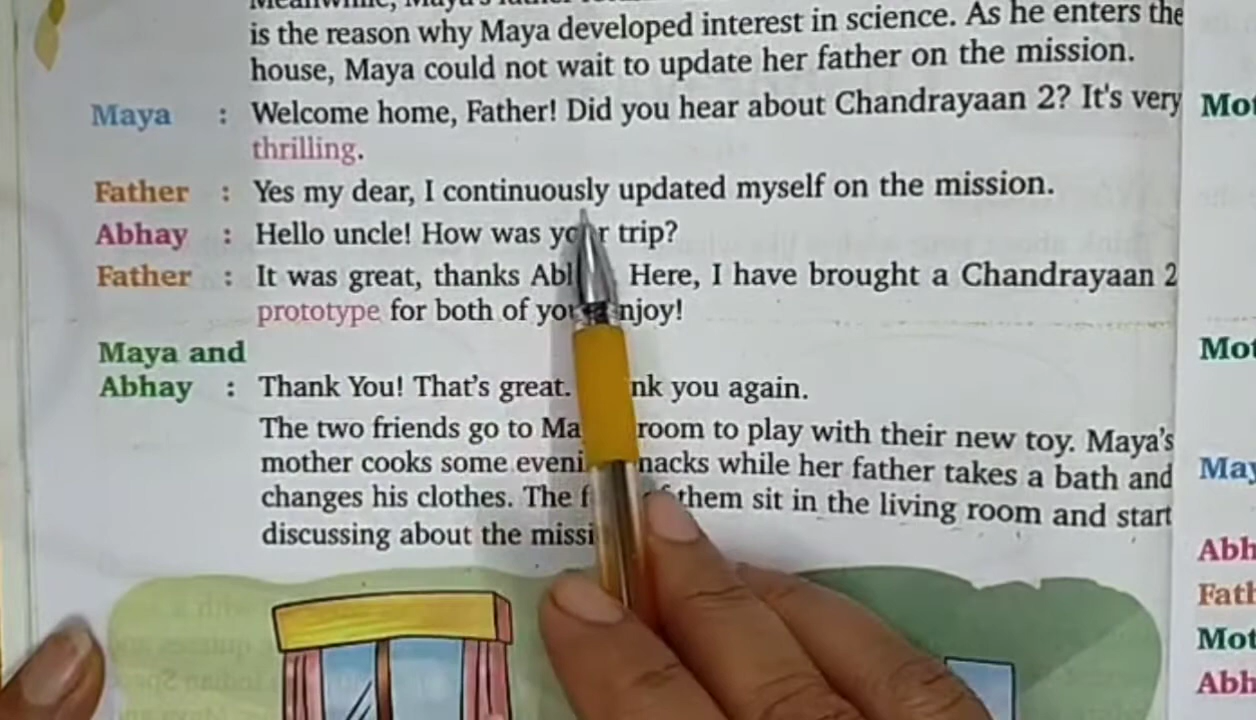 is the reason why Maya developed interest in science. As he enters the
house, Maya could not wait to update her father on the mission.
Maya : Welcome home, Father! Did you hear about Chandrayaan 2? It's very
thrilling.
Father : Yes my dear, I continuously updated myself on the mission.
Abhay : Hello uncle! How was your trip?
Father : It was great, thanks Here, I have brought a Chandrayaan 2
prototype for both of you enjoy!
Maya and
Abhay : Thank You! That's great. you again.
The two friends go to room to play with their new toy. Maya's
mother cooks some while her father takes a bath and
changes his clothes. The them sit in the living room and start
discussing about the
Mot
Mot
May
Abh
Fath
Mot
Abh